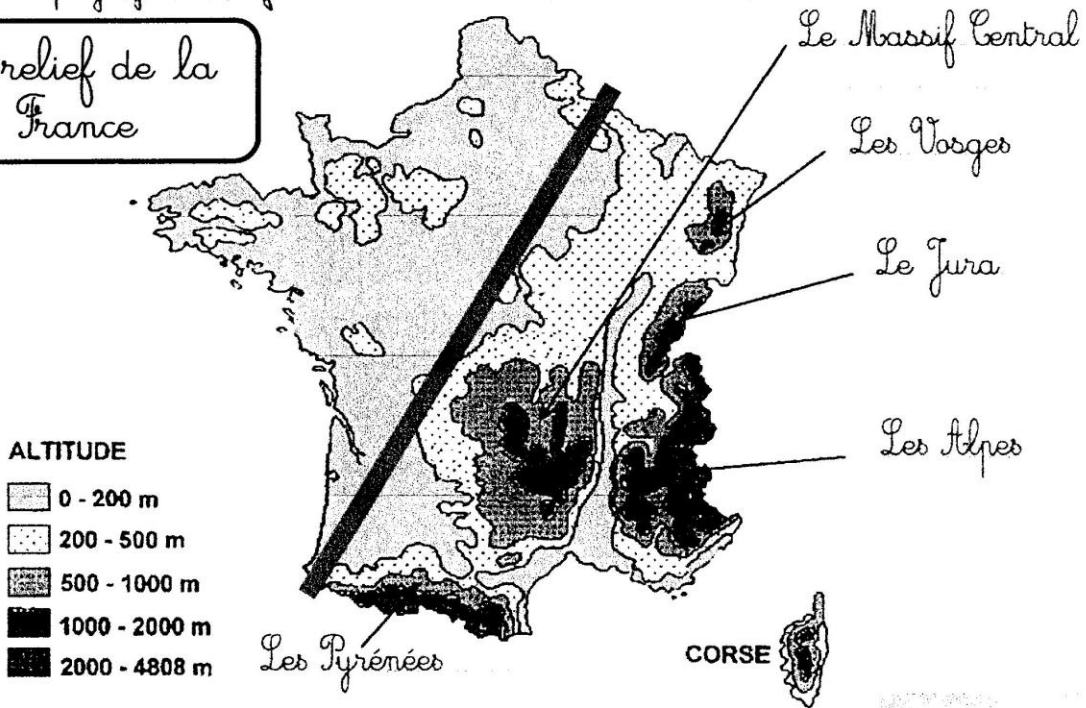 relief de la
France
Le Massif Central
Les Vosges
Le Jura
Les Alpes
ALTITUDE
0 - 200 m
200 - 500 m
500 - 1000 m
1000 - 2000 m
2000 - 4808 m
Les Pyrénées
CORSE